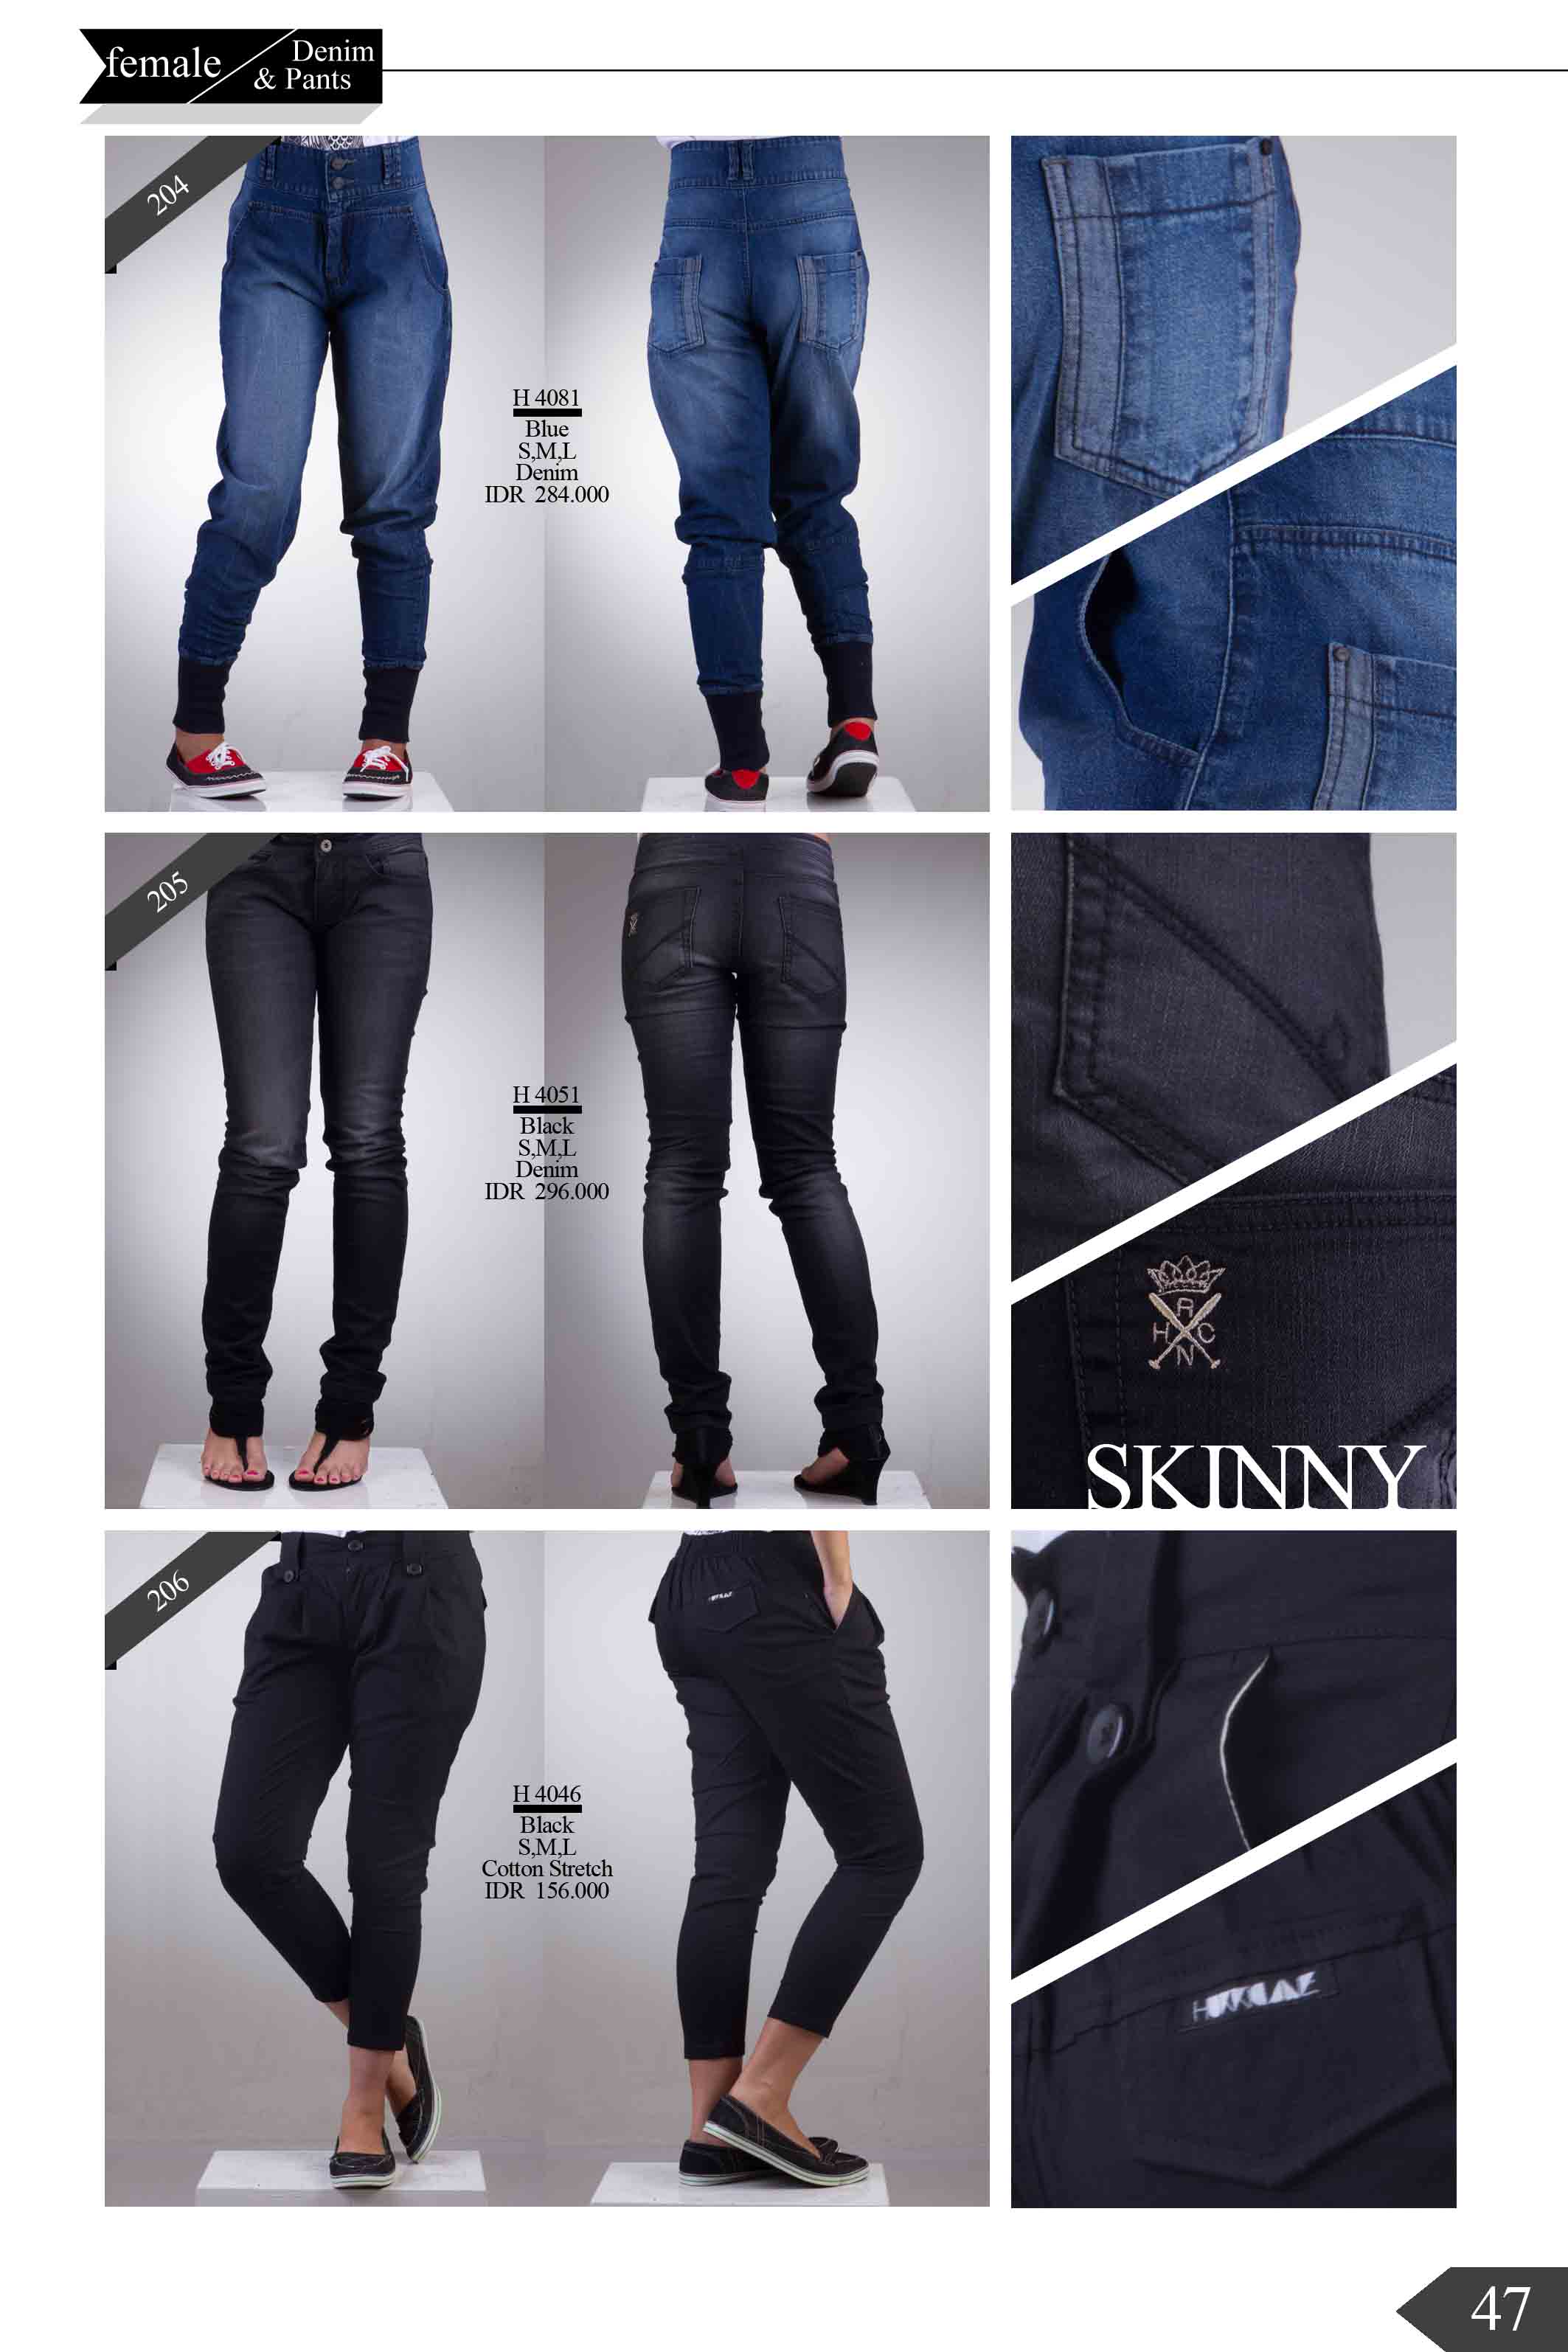 female
Denim
& Pants
204
H 4081
Blue
S,M,L
Denim
IDR 284.000
205
H 4051
Black
S,M,L
Denim
IDR 296.000
A
H C
N
SKINNY
206
H 4046
Black
S,M,L
Cotton Stretch
IDR 156.000
47